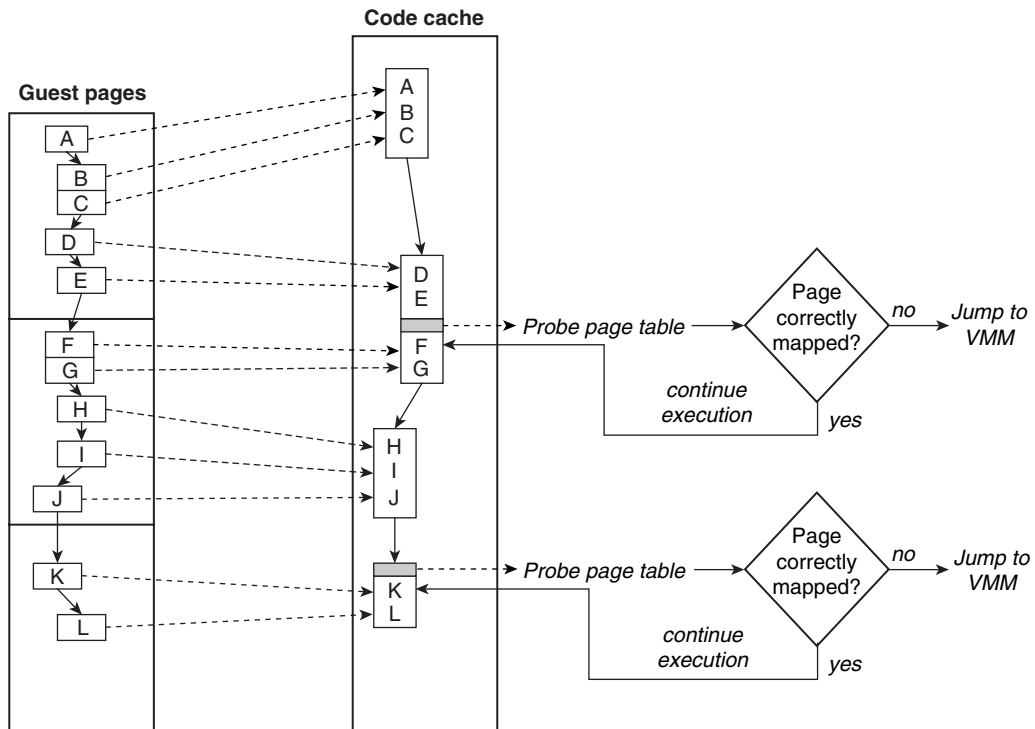 Code cache
Guest pages
A
B
C
D
E
F
G
H
I
J
K
L
A
B
C
D
E
F
G
H
I
J
K
L
Probe page table
Page
correctly
mapped?
no
Jump to
VMM
continue
execution
yes
Probe page table
Page
correctly
mapped?
no
Jump to
VMM
continue
execution
yes